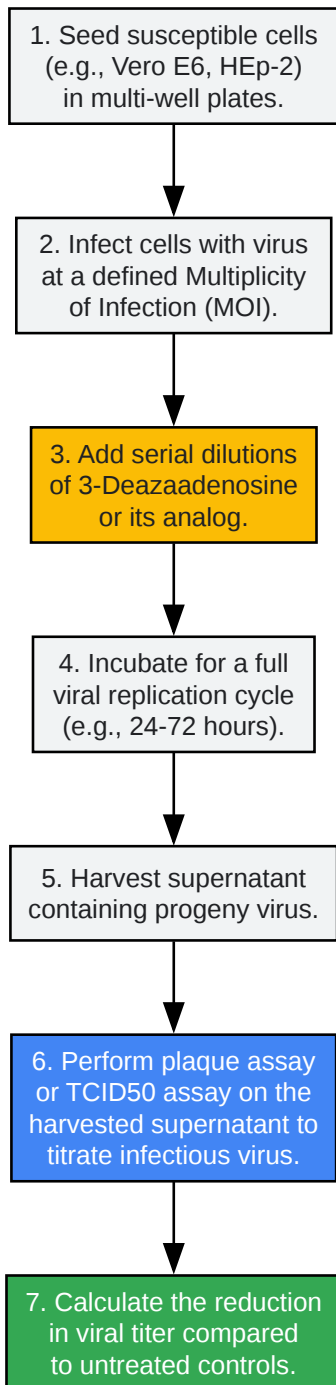 1. Seed susceptible cells
(e.g., Vero E6, HEp-2)
in multi-well plates.
2. Infect cells with virus
at a defined Multiplicity
of Infection (MOI).
3. Add serial dilutions
of 3-Deazaadenosine
or its analog.
4. Incubate for a full
viral replication cycle
(e.g., 24-72 hours).
5. Harvest supernatant
containing progeny virus.
6. Perform plaque assay
or TCID50 assay on the
harvested supernatant to
titrate infectious virus.
7. Calculate the reduction
in viral titer compared
to untreated controls.